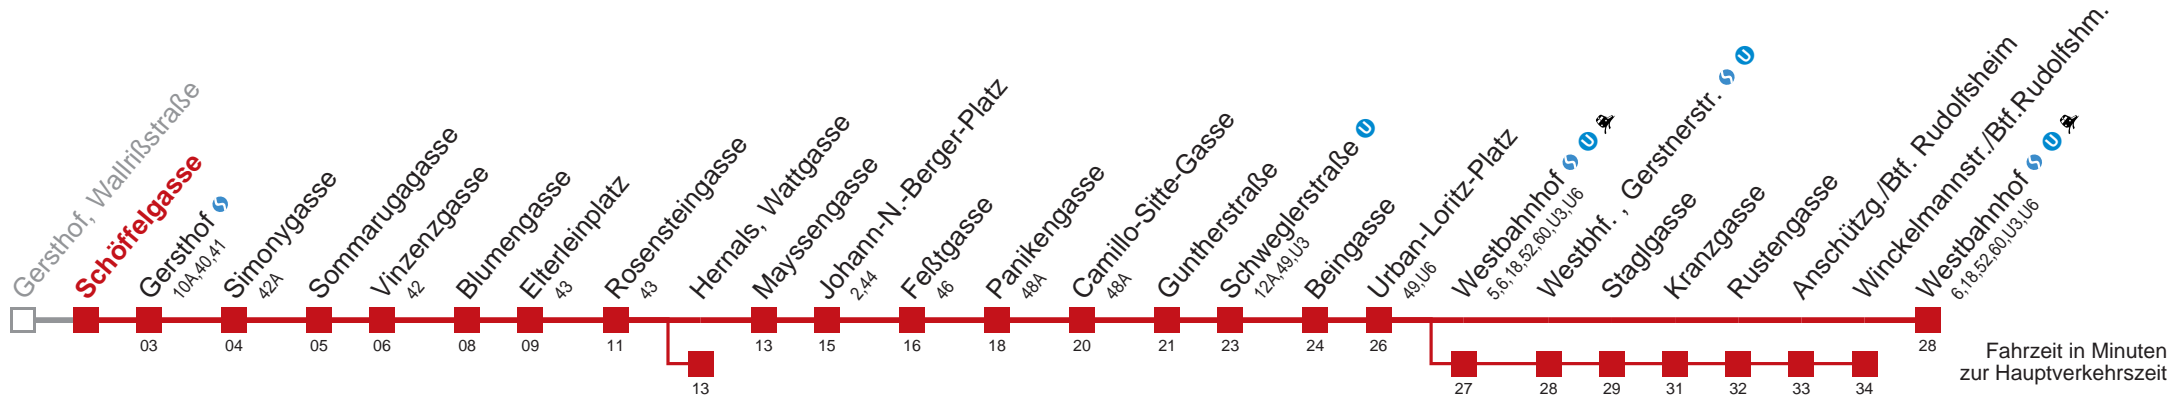 Gersthof, Wallrißstraße
Schöffelgasse
Gersthof
10A,40,41
Simonygasse
42A
Sommarugagasse
Vinzenzgasse
42
Blumengasse
Elterleinplatz
43
Rosensteingasse
43
Hernals, Wattgasse
Mayssengasse
Johann-N.-Berger-Platz
2,44
Feßtgasse
46
Panikengasse
48A
Camillo-Sitte-Gasse
48A
Guntherstraße
Schweglerstraße U
12A,49,U3
Beingasse
Urban-Loritz-Platz
49,U6
Westbahnhof U
5,6,18,52,60,U3,U6
Westbhf. , Gerstnerstr. U
Staglgasse
Kranzgasse
Rustengasse
Anschützg./Btf. Rudolfsheim
Winckelmannstr./Btf.Rudolfshm.
Westbahnhof U
6,18,52,60,U3,U6
03 04 05 06 08 09 11 13 15 16 18 20 21 23 24 26 28
13 27 28 29 31 32 33 34
Fahrzeit in Minuten
zur Hauptverkehrszeit